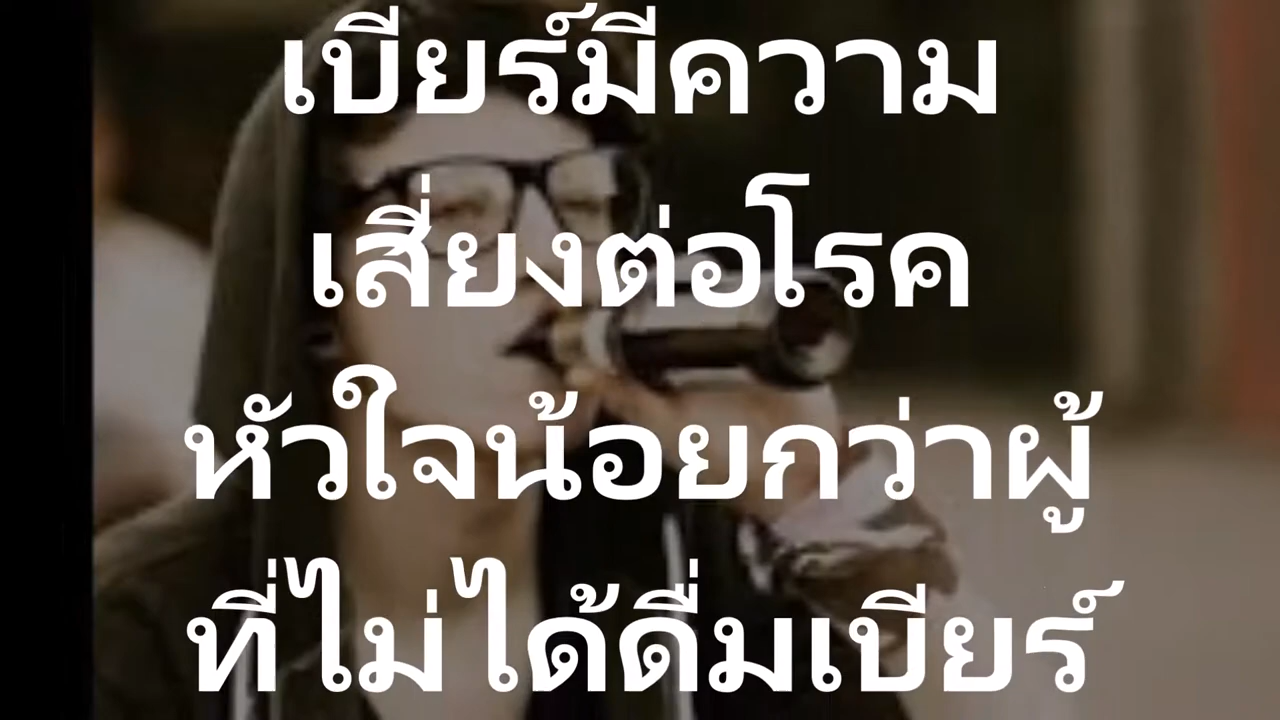 เบียร์มีความ
เสี่ยงต่อโรค
หัวใจน้อยกว่าผู้
ที่ไม่ได้ดื่มเบียร์